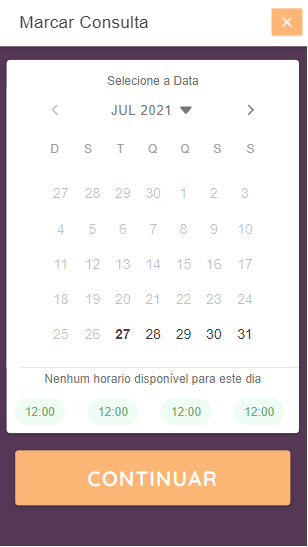 Marcar Consulta ×
Selecione a Data
JUL 2021
D S T Q Q S S
27 28 29 30 1 2 3
4 5 6 7 8 9 10
11 12 13 14 15 16 17
18 19 20 21 22 23 24
25 26 27 28 29 30 31
Nenhum horario disponível para este dia
12:00 12:00 12:00 12:00
CONTINUAR